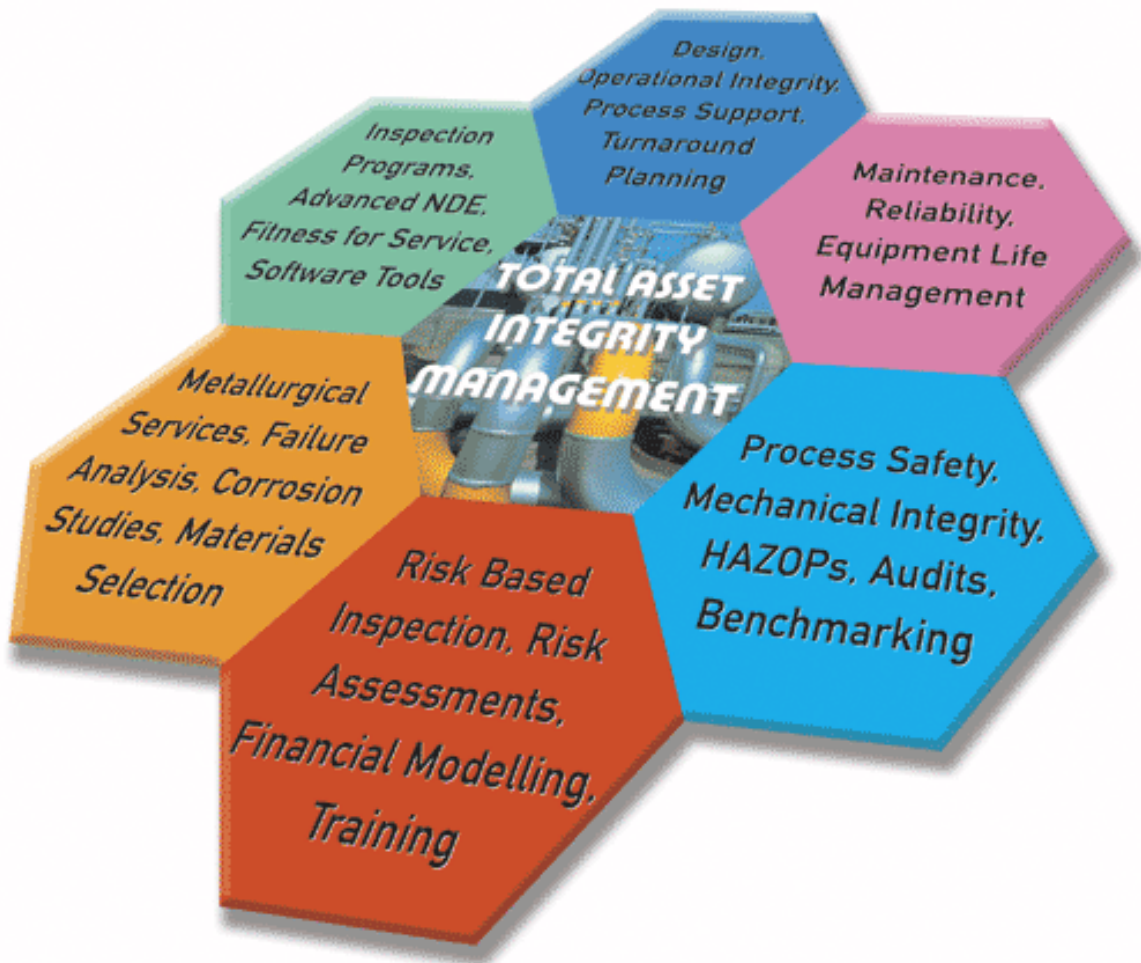 Design,
Operational Integrity,
Process Support,
Turnaround
Planning
Inspection
Programs,
Advanced NDE,
Fitness for Service,
Software Tools
Maintenance,
Reliability,
Equipment Life
Management
TOTAL ASSET
INTEGRITY
MANAGEMENT
Metallurgical
Services, Failure
Analysis, Corrosion
Studies, Materials
Selection
Process Safety,
Mechanical Integrity,
HAZOPs, Audits,
Benchmarking
Risk Based
Inspection, Risk
Assessments,
Financial Modelling,
Training